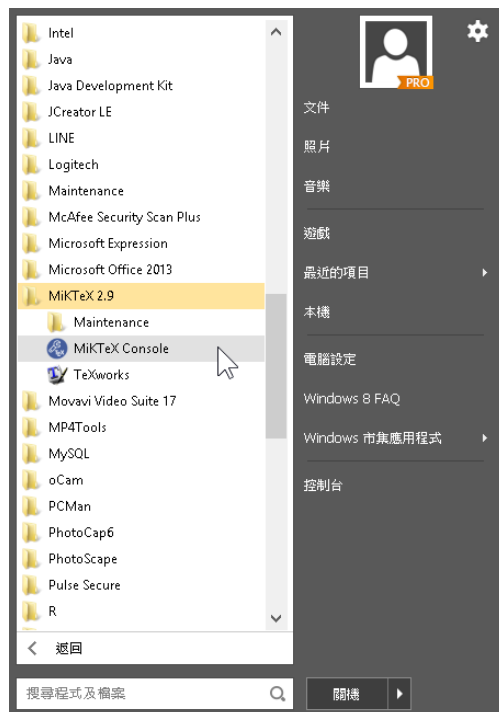 Intel
Java
Java Development Kit
JCreator LE
LINE
Logitech
Maintenance
McAfee Security Scan Plus
Microsoft Expression
Microsoft Office 2013
MiKTeX 2.9
Maintenance
MiKTeX Console
TeXworks
Movavi Video Suite 17
MP4Tools
MySQL
oCam
PCMan
PhotoCap6
PhotoScape
Pulse Secure
R
返回
搜尋程式及檔案
PRO
文件
照片
音樂
遊戲
最近的項目
本機
電腦設定
Windows 8 FAQ
Windows 市集應用程式
控制台
關機